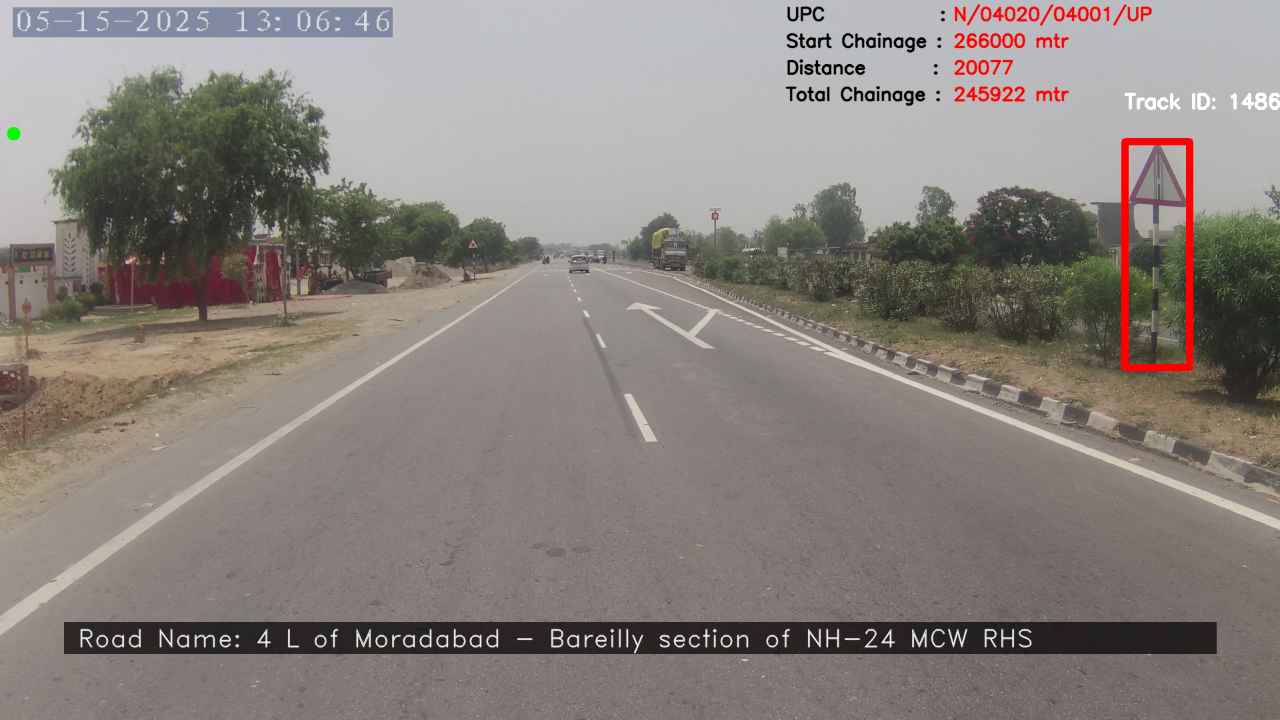 05-15-2025 13:06:46
UPC : N/04020/04001/UP
Start Chainage : 266000 mtr
Distance : 20077
Total Chainage : 245922 mtr
Track ID: 1486
Road Name: 4 L of Moradabad - Bareilly section of NH-24 MCW RHS